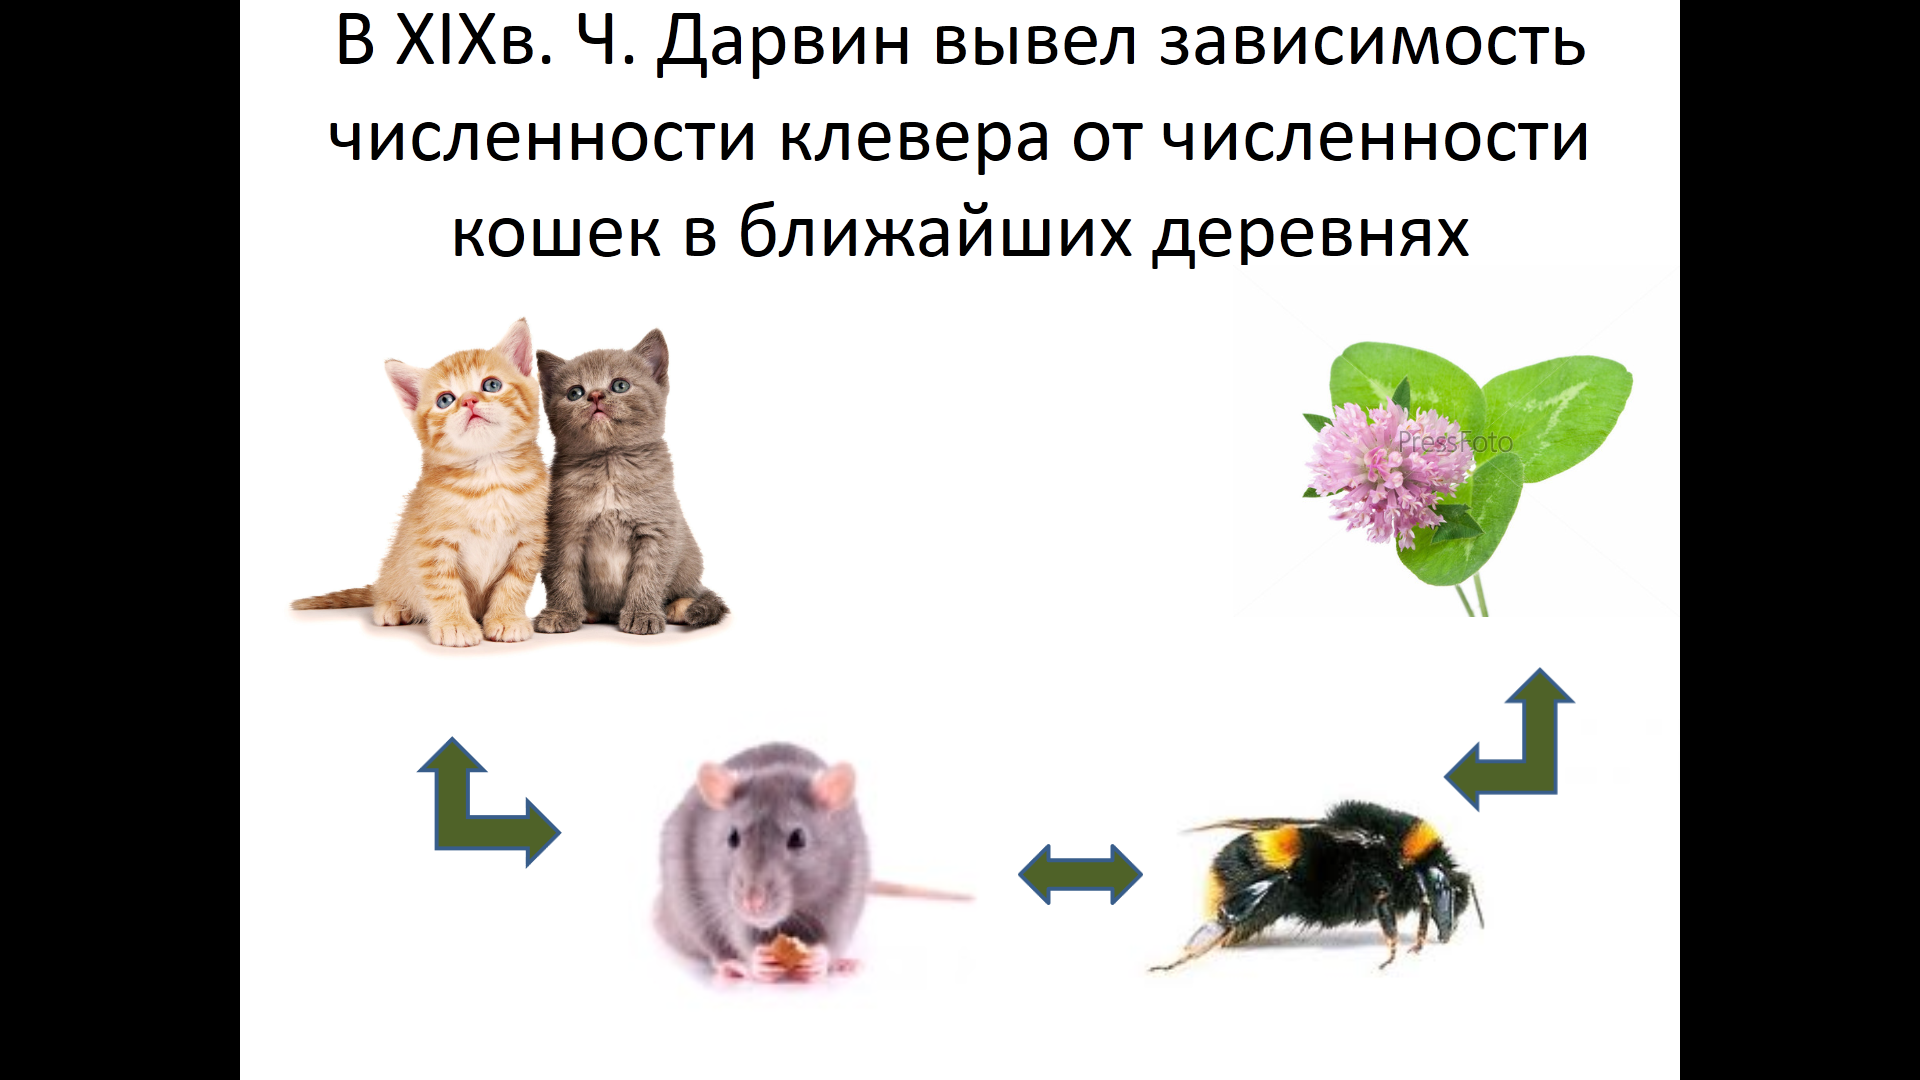 В XIXв. Ч. Дарвин вывел зависимость
численности клевера от численности
кошек в ближайших деревнях
PressFoto